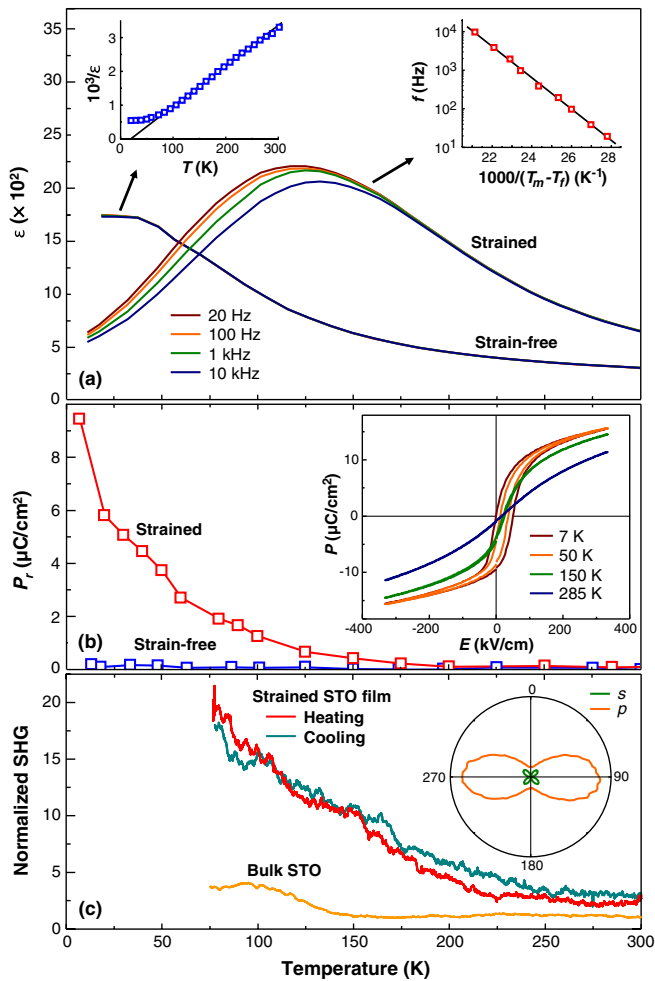 35
30
25
20
15
10
5
0
ε (× 10²)
4
3
2
1
0
10³/ε
0 100 200 300
T (K)
10⁴
10³
10²
10¹
f (Hz)
22 24 26 28
1000/(Tₘ-T_f) (K⁻¹)
Strained
Strain-free
20 Hz
100 Hz
1 kHz
10 kHz
(a)
8
6
4
2
0
Pᵣ (μC/cm²)
Strained
Strain-free
(b)
10
0
-10
P (μC/cm²)
7 K
50 K
150 K
285 K
-400 -200 0 200 400
E (kV/cm)
20
15
10
5
0
Normalized SHG
Strained STO film
Heating
Cooling
Bulk STO
(c)
s
p
0
270
90
180
0 50 100 150 200 250 300
Temperature (K)